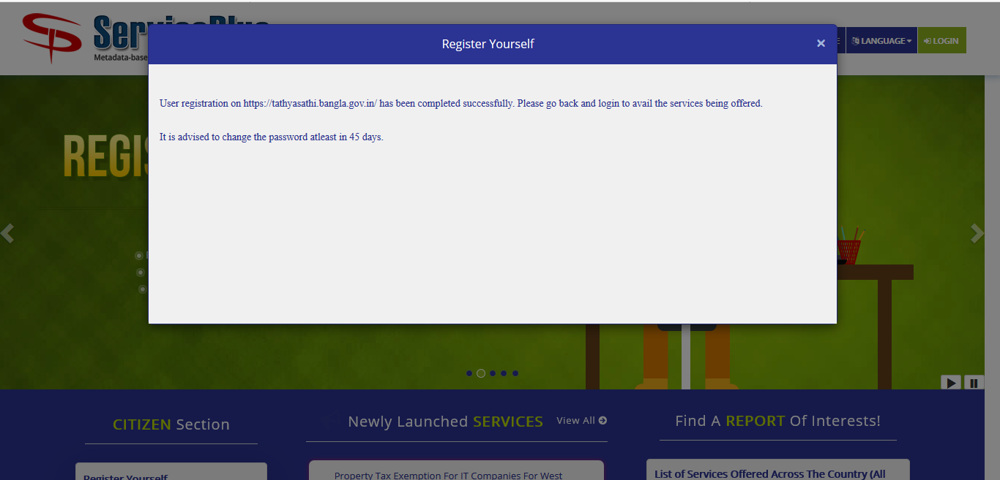 ServicePlus
Metadata-base
Register Yourself
×
E
LANGUAGE
LOGIN
User registration on https://tathyasathi.bangla.gov.in/ has been completed successfully. Please go back and login to avail the services being offered.
It is advised to change the password atleast in 45 days.
REGIS
CITIZEN Section
Newly Launched SERVICES
View All
Find A REPORT Of Interests!
Register Yourself
Property Tax Exemption For IT Companies For West
List of Services Offered Across The Country (All